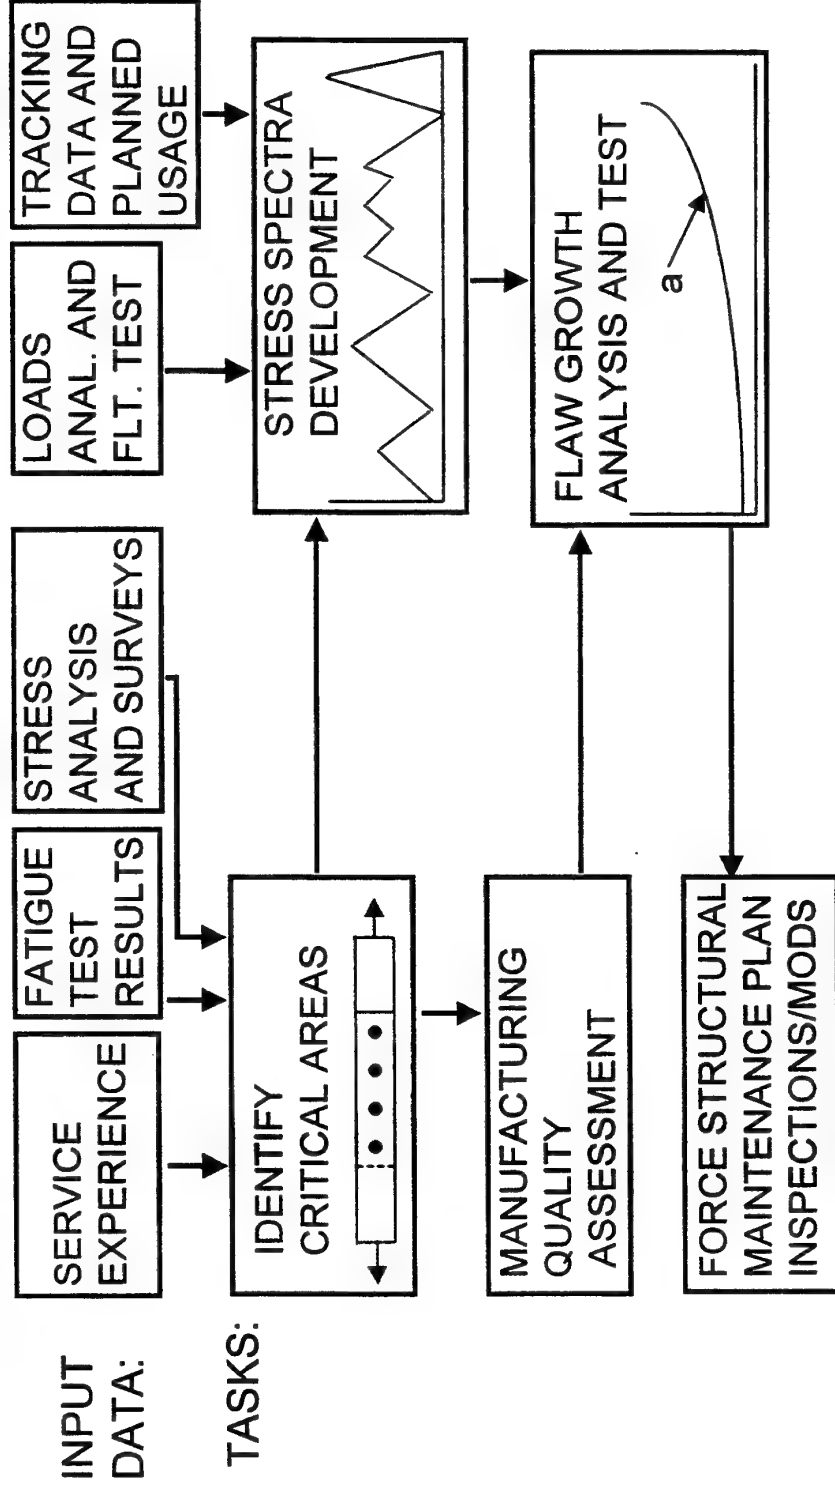 INPUT
DATA:
SERVICE
EXPERIENCE
FATIGUE
TEST
RESULTS
STRESS
ANALYSIS
AND SURVEYS
LOADS
ANAL. AND
FLT. TEST
TRACKING
DATA AND
PLANNED
USAGE
TASKS:
IDENTIFY
CRITICAL AREAS
STRESS SPECTRA
DEVELOPMENT
MANUFACTURING
QUALITY
ASSESSMENT
FLAW GROWTH
ANALYSIS AND TEST
a
FORCE STRUCTURAL
MAINTENANCE PLAN
INSPECTIONS/MODS